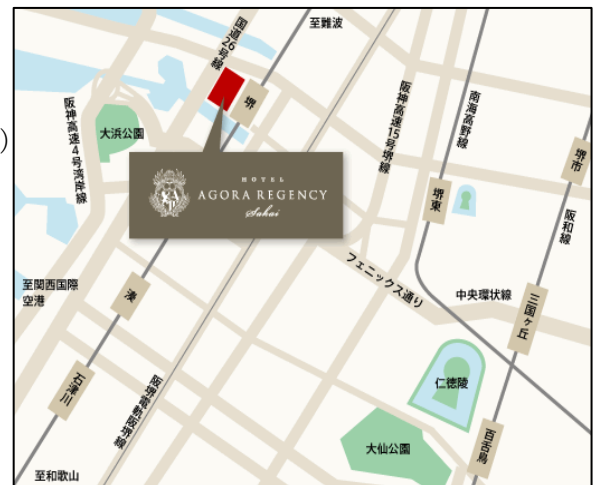 至難波
国道26号線
堺
大浜公園
阪神高速4号湾岸線
阪神高速15号堺線
南海高野線
堺市
)
HOTEL
AGORA REGENCY
Sakai
堺東
阪和線
フェニックス通り
中央環状線
三国ヶ丘
至関西国際
空港
湊
石津川
阪堺電軌阪堺線
仁徳陵
百舌鳥
大仙公園
至和歌山